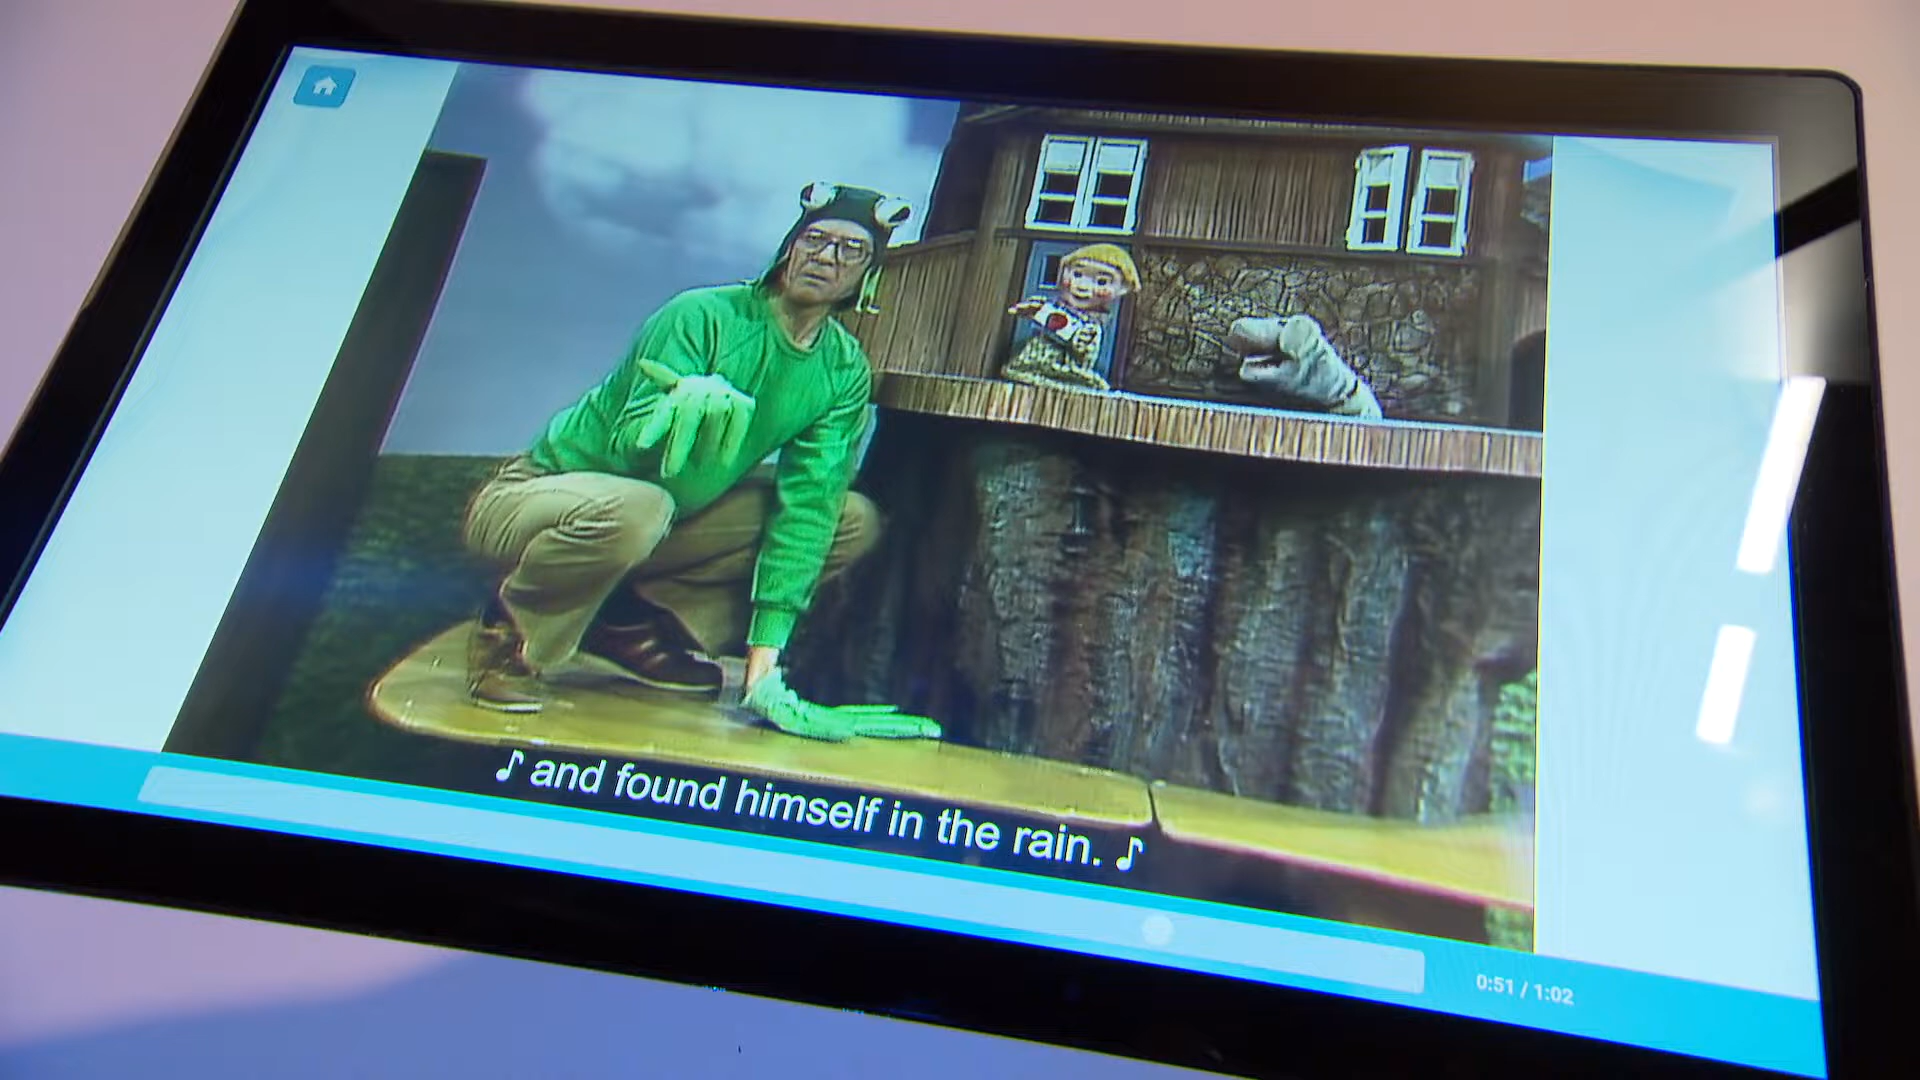 ♪ and found himself in the rain. ♪
0:51 / 1:02